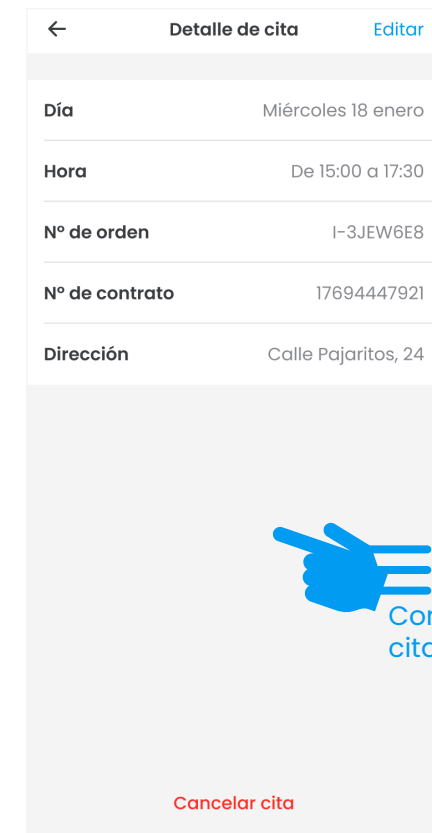 Detalle de cita Editar
Día Miércoles 18 enero
Hora De 15:00 a 17:30
Nº de orden I-3JEW6E8
Nº de contrato 17694447921
Dirección Calle Pajaritos, 24
Cancelar cita